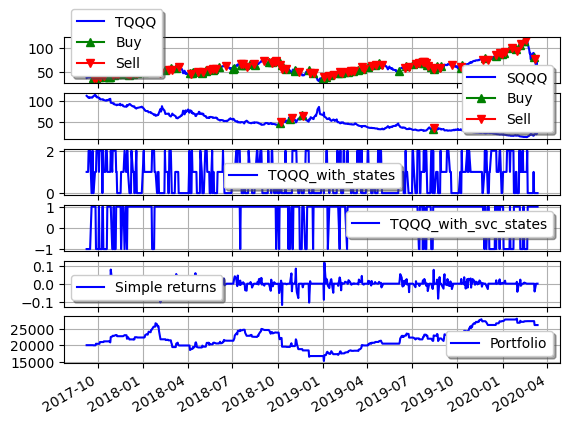 TQQQ
Buy
Sell
100
50
SQQQ
Buy
Sell
100
50
2
0
TQQQ_with_states
1
0
−1
TQQQ_with_svc_states
0.1
0.0
−0.1
Simple returns
25000
20000
15000
Portfolio
2017-10 2018-01 2018-04 2018-07 2018-10 2019-01 2019-04 2019-07 2019-10 2020-01 2020-04